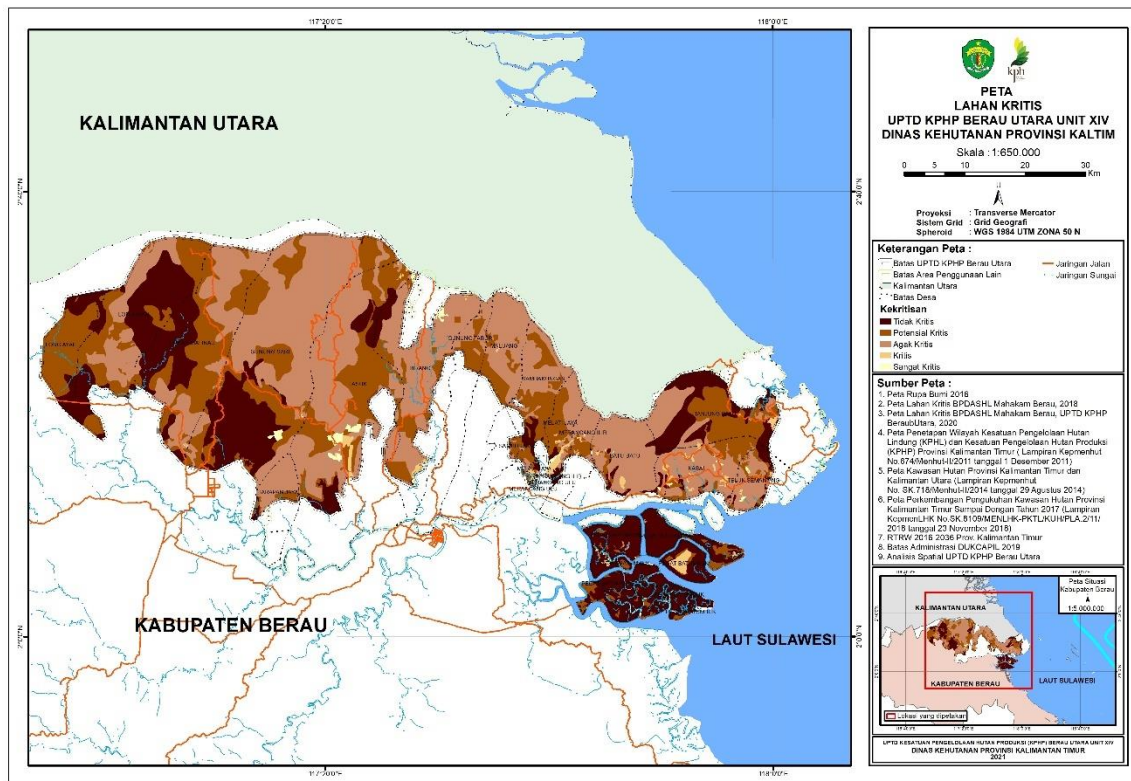 117°20'0"E
118°0'0"E
KALIMANTAN UTARA
KABUPATEN BERAU
LAUT SULAWESI
2°0'0"N
117°20'0"E
kph
PETA
LAHAN KRITIS
UPTD KPHP BERAU UTARA UNIT XIV
DINAS KEHUTANAN PROVINSI KALTIM
Skala : 1:650.000
0 5 10 20 30
Km
Proyeksi : Transverse Mercator
Sistem Grid : Grid Geografi
Spheroid : WGS 1984 UTM ZONA 50 N
Keterangan Peta :
Batas UPTD KPHP Berau Utara
Batas Area Penggunaan Lain
Kalimantan Utara
Batas Desa
Jaringan Jalan
Jaringan Sungai
Kekritisan
Tidak Kritis
Potensial Kritis
Agak Kritis
Kritis
Sangat Kritis
Sumber Peta :
1. Peta Rupa Bumi 2016
2. Peta Lahan Kritis BPDASHL Mahakam Berau, 2018
3. Peta Lahan Kritis BPDASHL Mahakam Berau, UPTD KPHP
BeraubUtara, 2020
4. Peta Penetapan Wilayah Kesatuan Pengelolaan Hutan
Lindung (KPHL) dan Kesatuan Pengelolaan Hutan Produksi
(KPHP) Provinsi Kalimantan Timur ( Lampiran Kepmenhut
No.674/Menhut-II/2011 tanggal 1 Desember 2011)
5. Peta Kawasan Hutan Provinsi Kalimantan Timur dan
Kalimantan Utara (Lampiran Kepmenhut
No. SK.718/Menhut-II/2014 tanggal 29 Agustus 2014)
6. Peta Perkembangan Pengukuhan Kawasan Hutan Provinsi
Kalimantan Timur Sampai Dengan Tahun 2017 (Lampiran
KepmenLHK No.SK.8109/MENLHK-PKTL/KUH/PLA.2/11/
2018 tanggal 23 November 2018)
7. RTRW 2016 2036 Prov. Kalimantan Timur
8. Batas Administrasi DUKCAPIL 2019
9. Analisis Spatial UPTD KPHP Berau Utara
Peta Situasi
Kabupaten Berau
1:5.000.000
KALIMANTAN UTARA
KABUPATEN BERAU
LAUT SULAWESI
Lokasi yang dipetakan
UPTD KESATUAN PENGELOLAAN HUTAN PRODUKSI (KPHP) BERAU UTARA UNIT XIV
DINAS KEHUTANAN PROVINSI KALIMANTAN TIMUR
2021